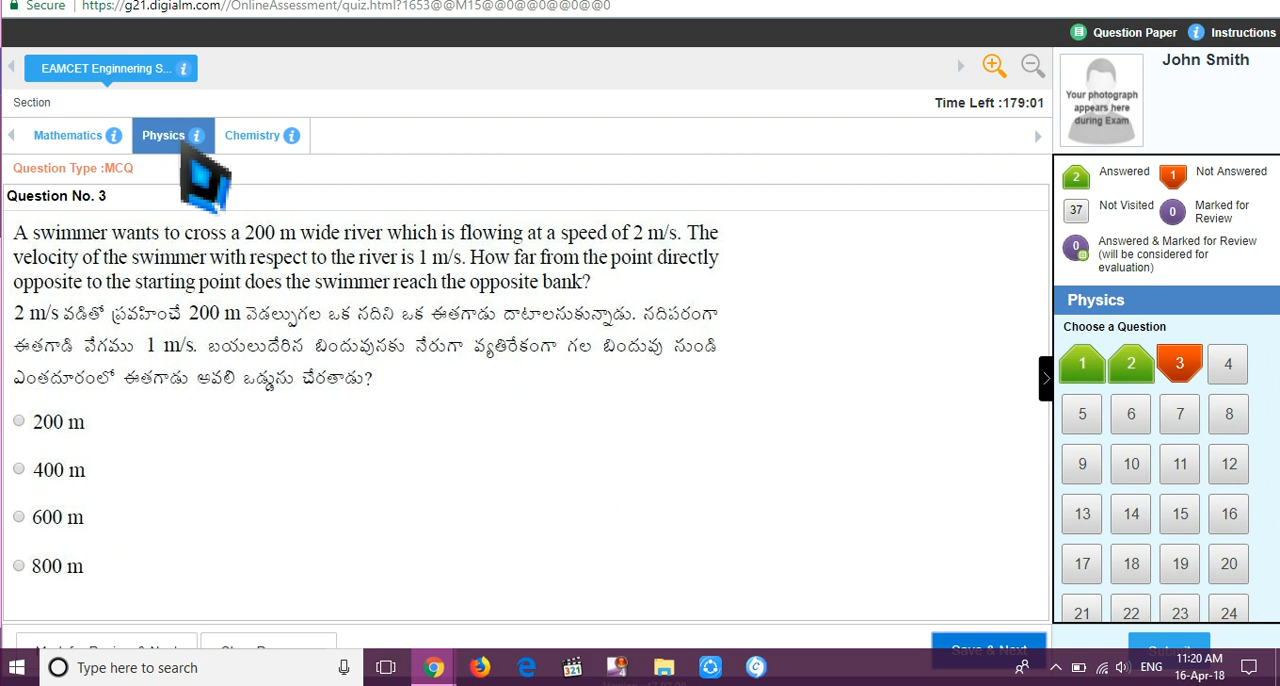 Secure | https://g21.digialm.com//OnlineAssessment/quiz.html?1653@@M15@@0@@0@@0@@0
Question Paper Instructions
EAMCET Enginnering S...
John Smith
Your photograph
appears here
during Exam
Section
Time Left :179:01
Mathematics Physics Chemistry
Question Type :MCQ
Question No. 3
A swimmer wants to cross a 200 m wide river which is flowing at a speed of 2 m/s. The
velocity of the swimmer with respect to the river is 1 m/s. How far from the point directly
opposite to the starting point does the swimmer reach the opposite bank?
2 m/s వడితో ప్రవహించే 200 m వెడల్పుగల ఒక నదిని ఒక ఈతగాడు దాటాలనుకున్నాడు. నదిపరంగా
ఈతగాడి వేగము 1 m/s. బయలుదేరిన బిందువునకు నేరుగా వ్యతిరేకంగా గల బిందువు నుండి
ఎంతదూరంలో ఈతగాడు ఆవలి ఒడ్డును చేరతాడు?
200 m
400 m
600 m
800 m
2 Answered 1 Not Answered
37 Not Visited 0 Marked for
Review
0 Answered & Marked for Review
(will be considered for
evaluation)
Physics
Choose a Question
1 2 3 4
5 6 7 8
9 10 11 12
13 14 15 16
17 18 19 20
21 22 23 24
Save & Next
Submit
Type here to search
321
ENG
11:20 AM
16-Apr-18